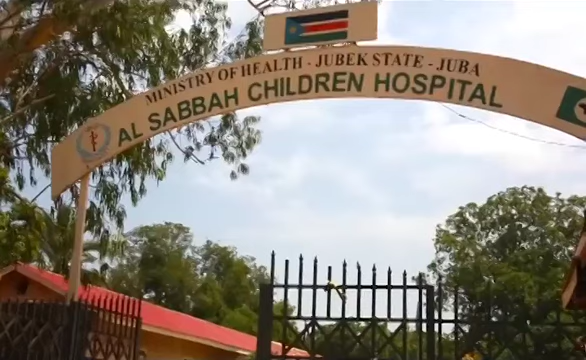 MINISTRY OF HEALTH - JUBEK STATE - JUBA
AL SABBAH CHILDREN HOSPITAL